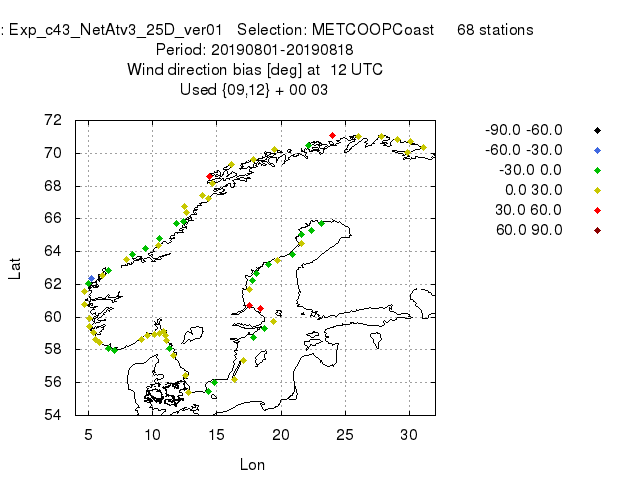 : Exp_c43_NetAtv3_25D_ver01 Selection: METCOOPCoast 68 stations
Period: 20190801-20190818
Wind direction bias [deg] at 12 UTC
Used {09,12} + 00 03
72
70
68
66
64
62
60
58
56
54
Lat
5 10 15 20 25 30
Lon
-90.0 -60.0
-60.0 -30.0
-30.0 0.0
0.0 30.0
30.0 60.0
60.0 90.0